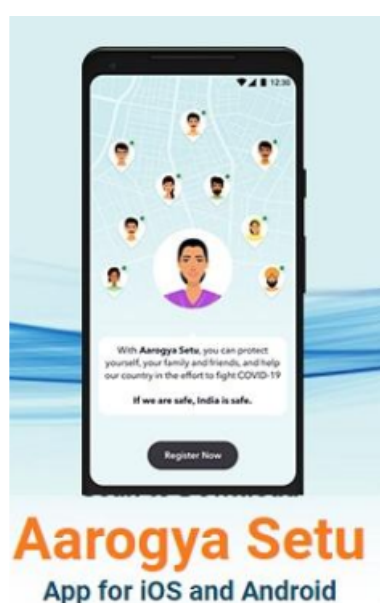 12:30
With Aarogya Setu, you can protect
yourself, your family and friends, and help
our country in the effort to fight COVID-19
If we are safe, India is safe.
Register Now
Aarogya Setu
App for iOS and Android